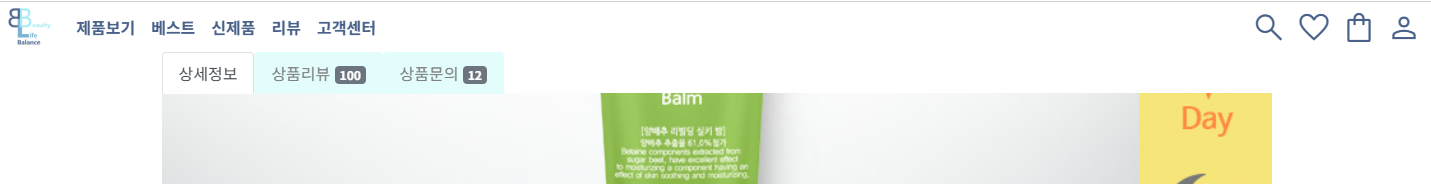 BBeauty
Life
Balance
제품보기 베스트 신제품 리뷰 고객센터
상세정보 상품리뷰 100 상품문의 12
Balm
[양배추 리빌딩 실키 밤]
양배추 추출물 61.0% 첨가
Betaine components extracted from
sugar beet, have excellent effect
to moisturizing a component having an
effect of skin soothing and moisturizing,
Day